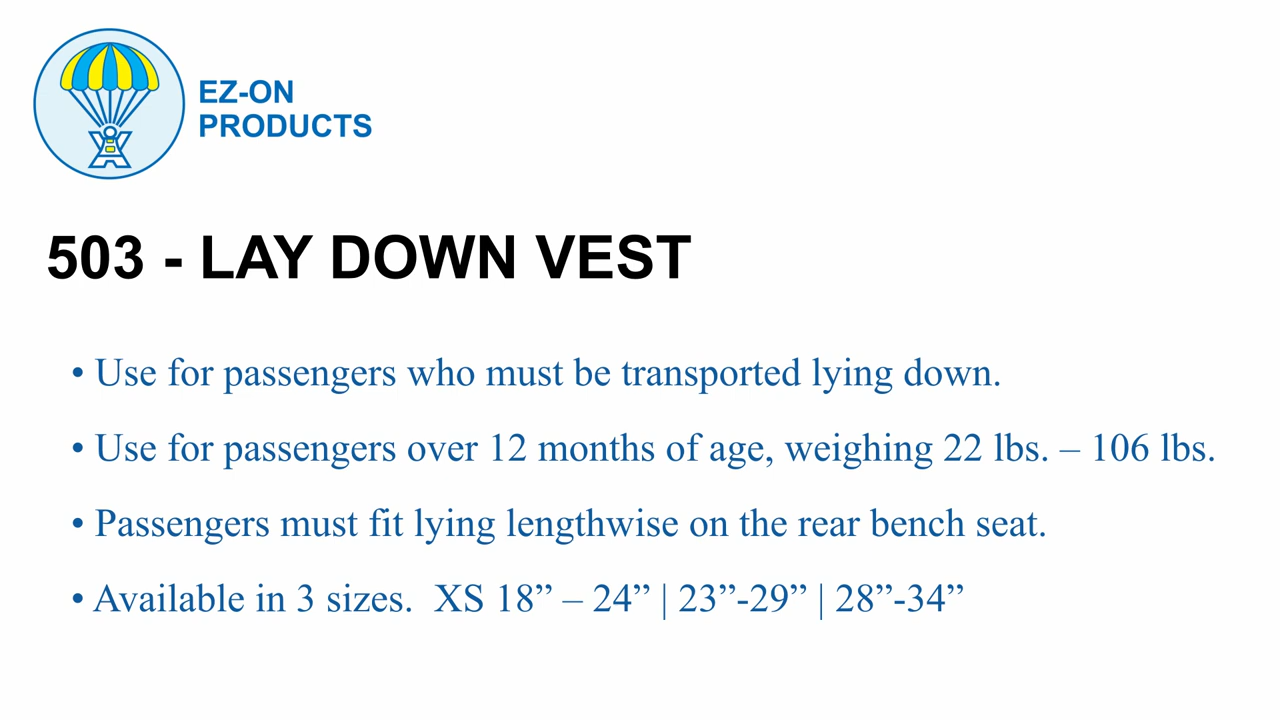 EZ-ON
PRODUCTS
503 - LAY DOWN VEST
• Use for passengers who must be transported lying down.
• Use for passengers over 12 months of age, weighing 22 lbs. – 106 lbs.
• Passengers must fit lying lengthwise on the rear bench seat.
• Available in 3 sizes.  XS 18” – 24” | 23”-29” | 28”-34”